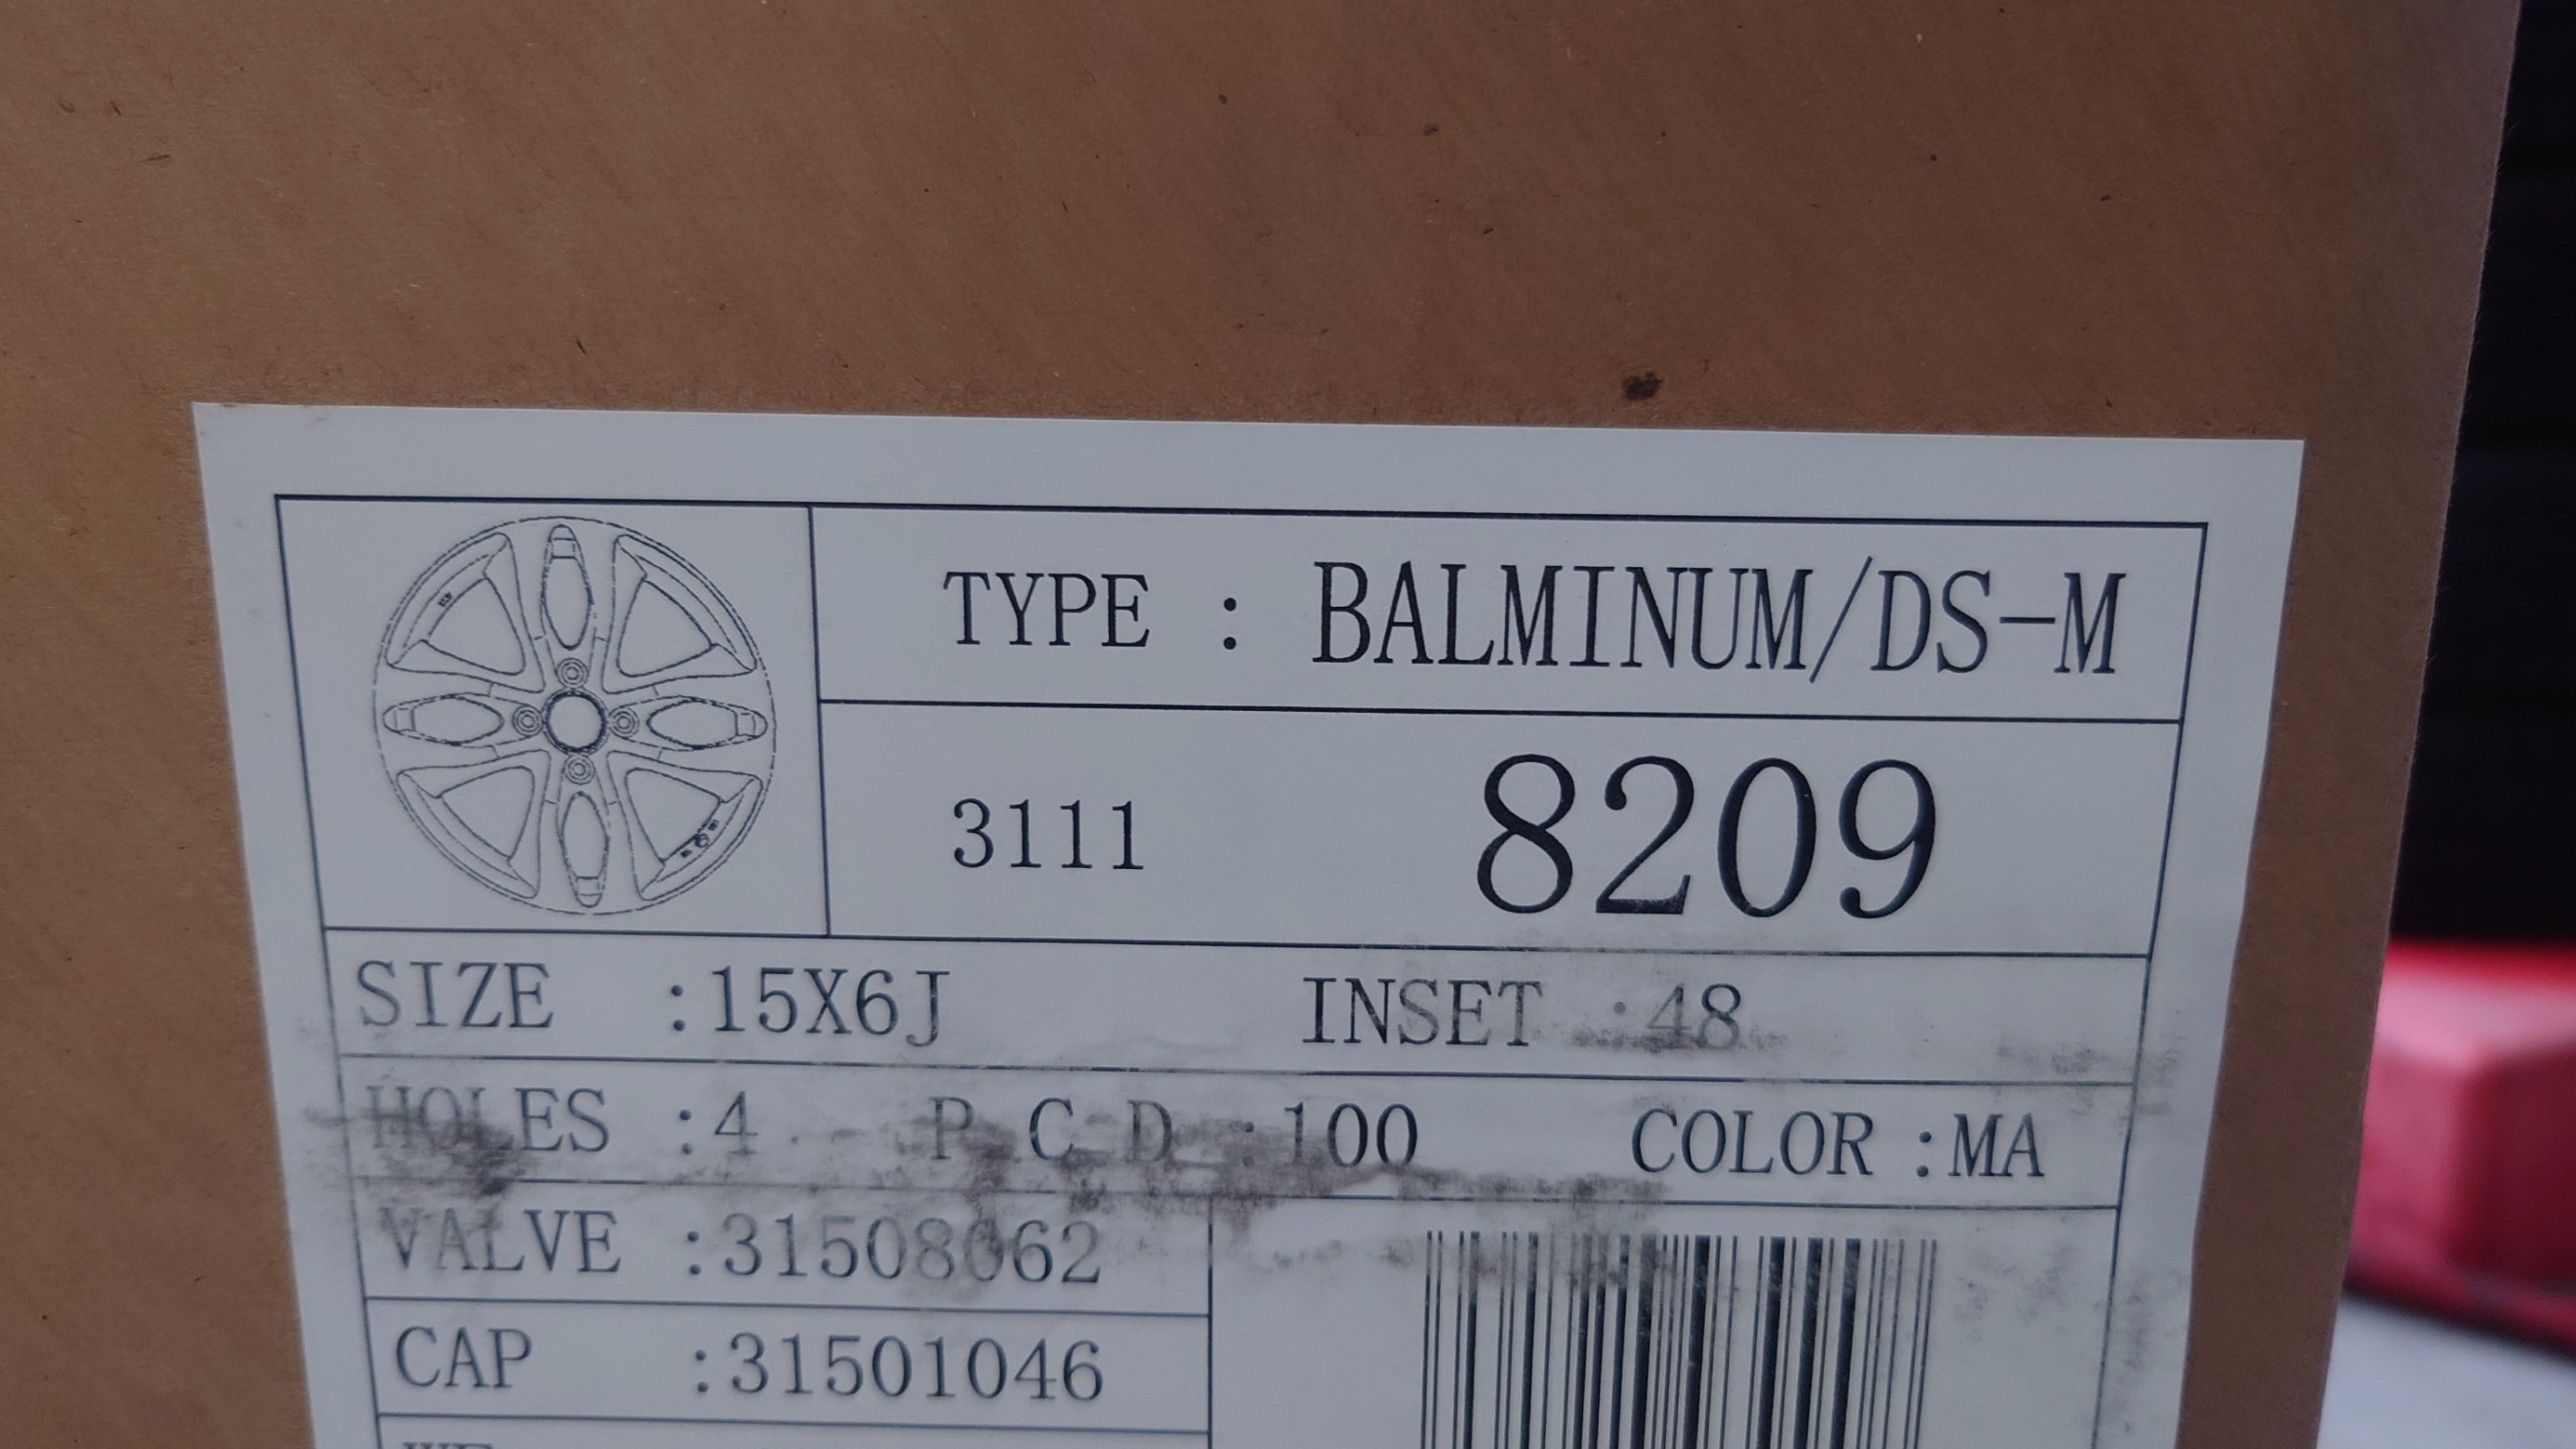 TYPE : BALMINUM/DS-M
3111 8209
SIZE :15X6J INSET :48
HOLES :4 P.C.D :100 COLOR :MA
VALVE :31508062
CAP :31501046